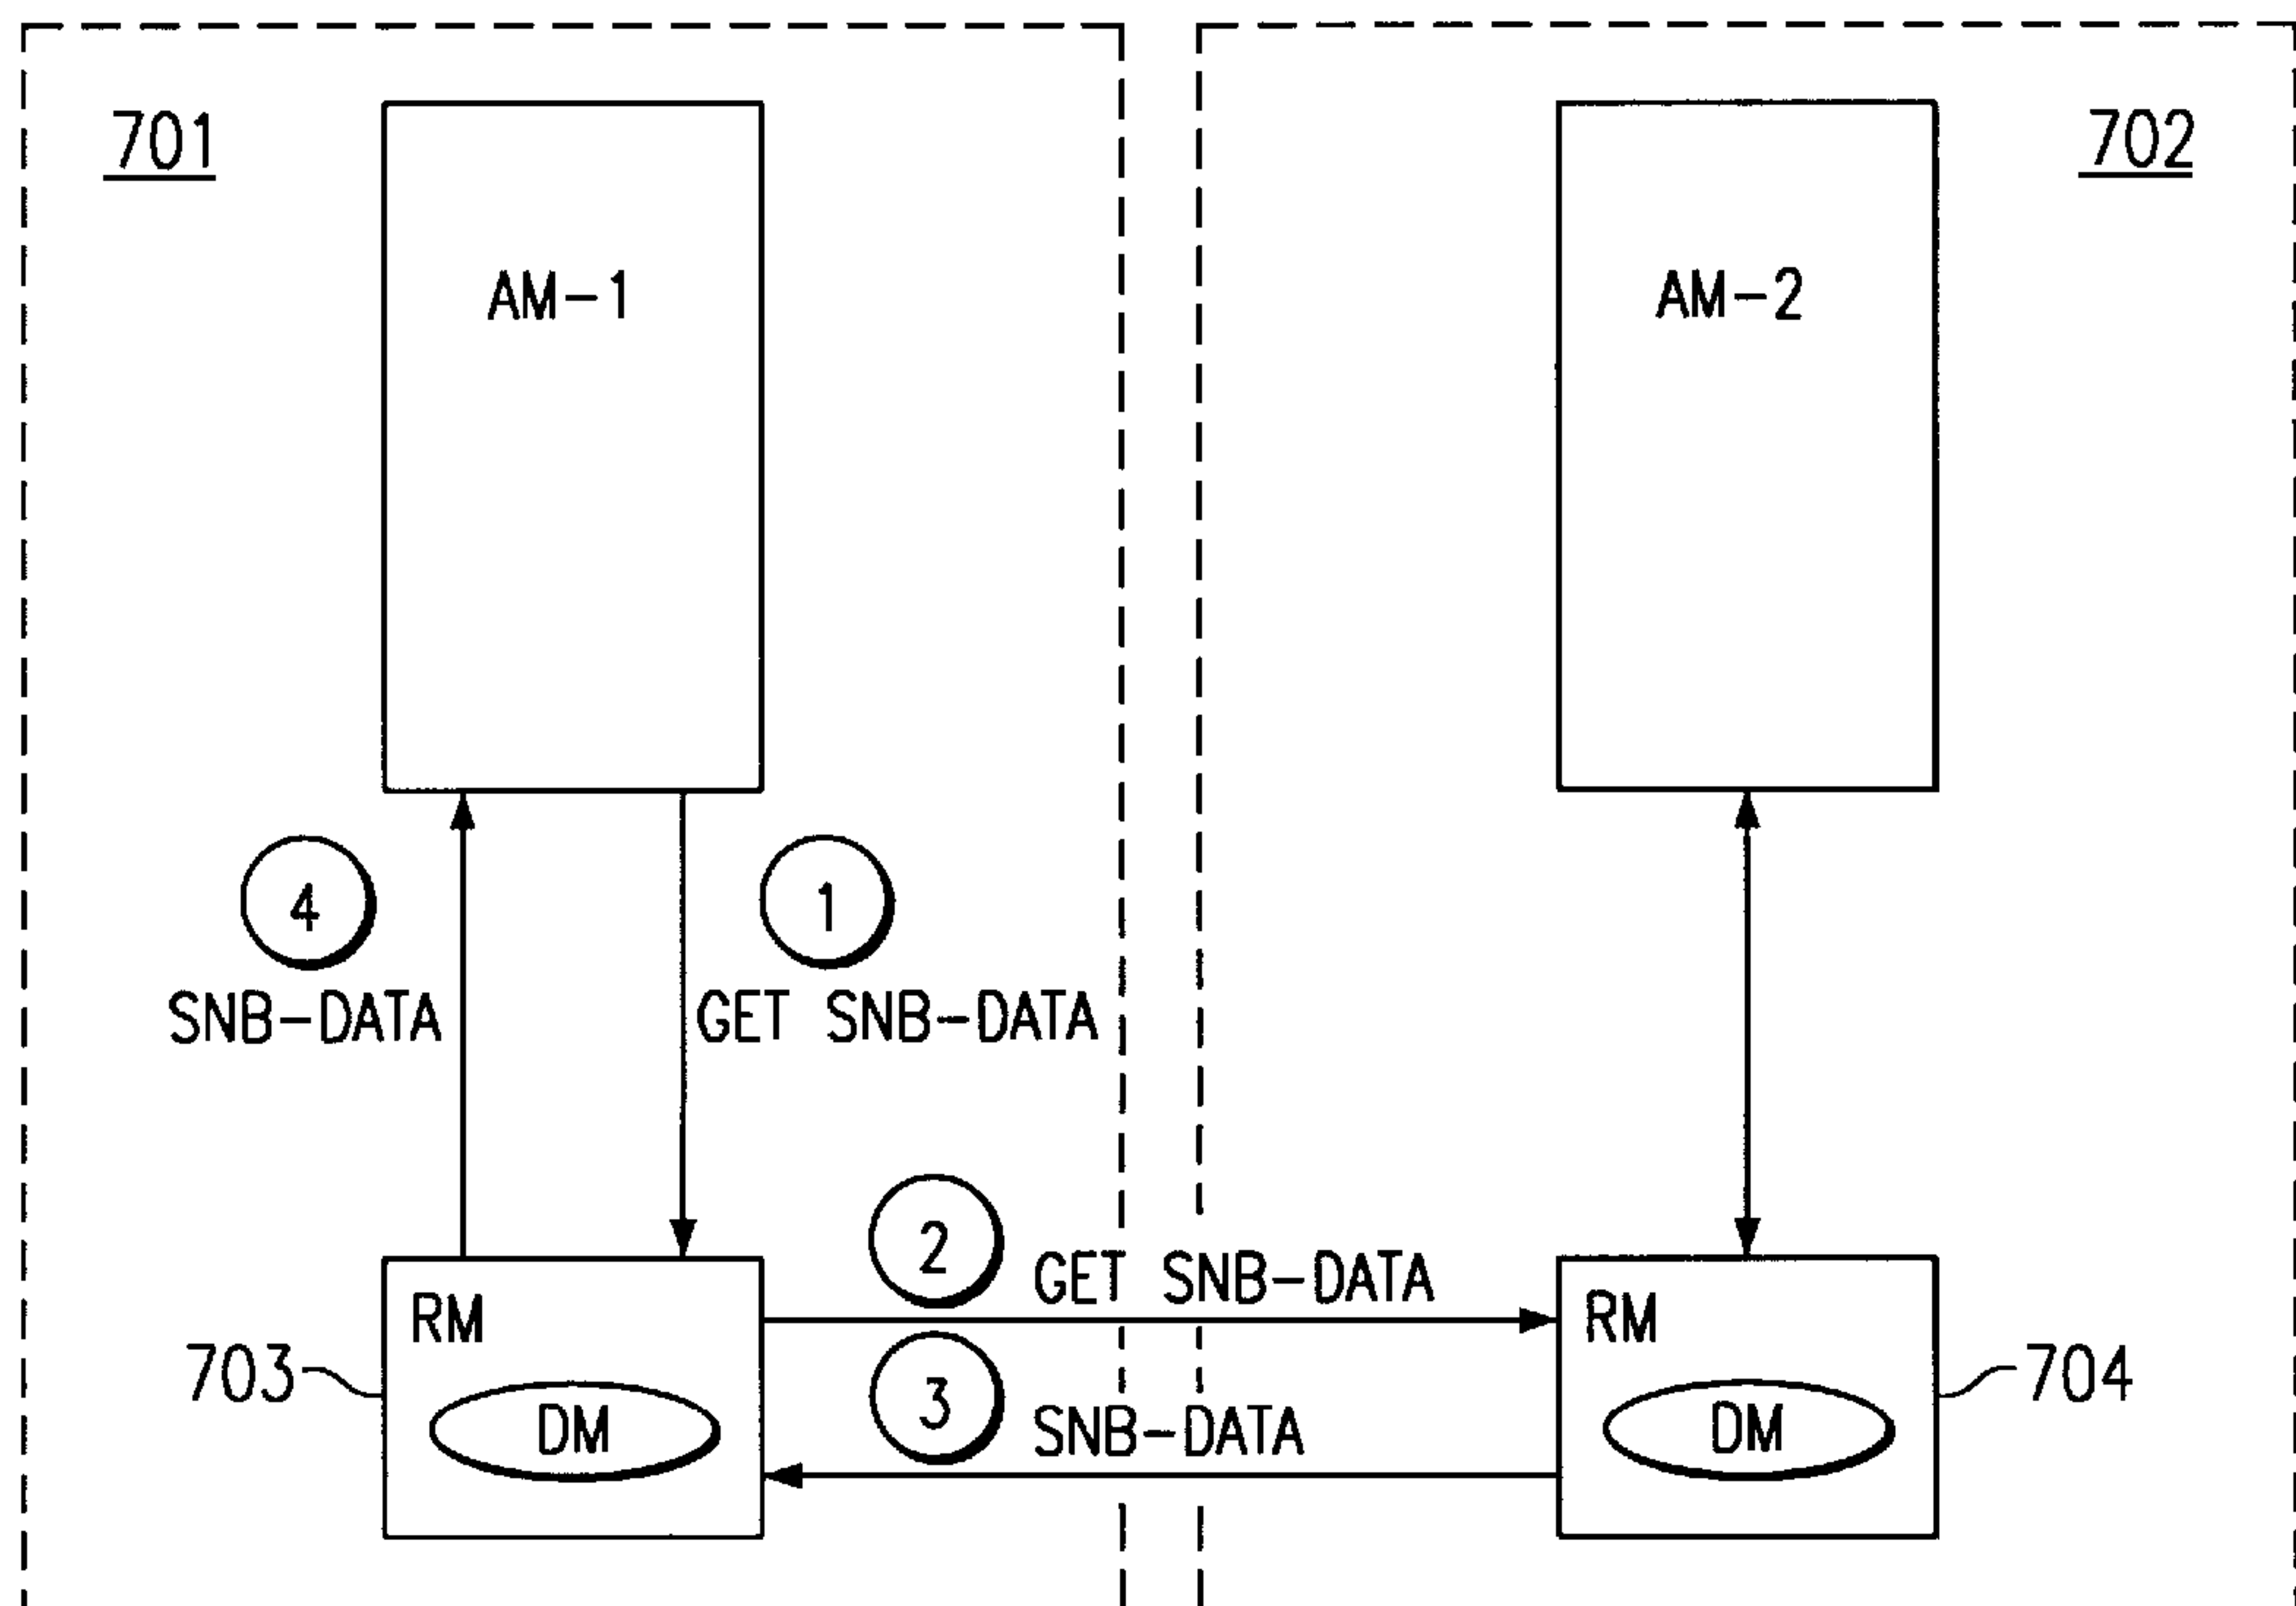 701
702
AM-1
AM-2
4
1
SNB-DATA
GET SNB-DATA
2
GET SNB-DATA
RM
RM
703
704
3
SNB-DATA
DM
DM